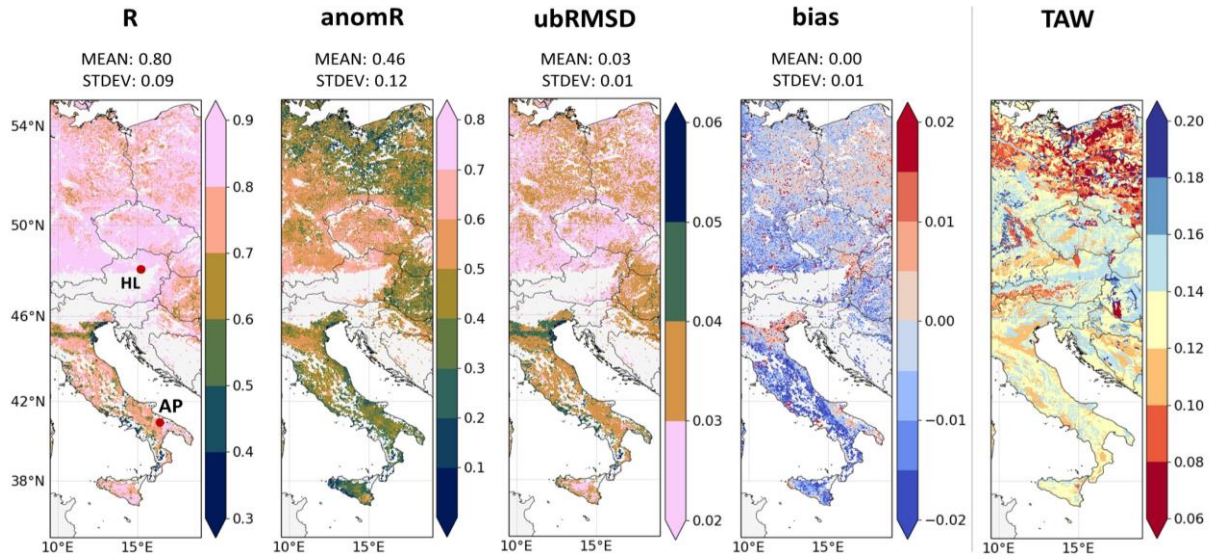 R anomR ubRMSD bias TAW
MEAN: 0.80 MEAN: 0.46 MEAN: 0.03 MEAN: 0.00
STDEV: 0.09 STDEV: 0.12 STDEV: 0.01 STDEV: 0.01
54°N
50°N
46°N
42°N
38°N
HL
AP
10°E 15°E
0.9
0.8
0.7
0.6
0.5
0.4
0.3
10°E 15°E
0.8
0.7
0.6
0.5
0.4
0.3
0.2
0.1
10°E 15°E
0.06
0.05
0.04
0.03
0.02
10°E 15°E
0.02
0.01
0.00
−0.01
−0.02
10°E 15°E
0.20
0.18
0.16
0.14
0.12
0.10
0.08
0.06